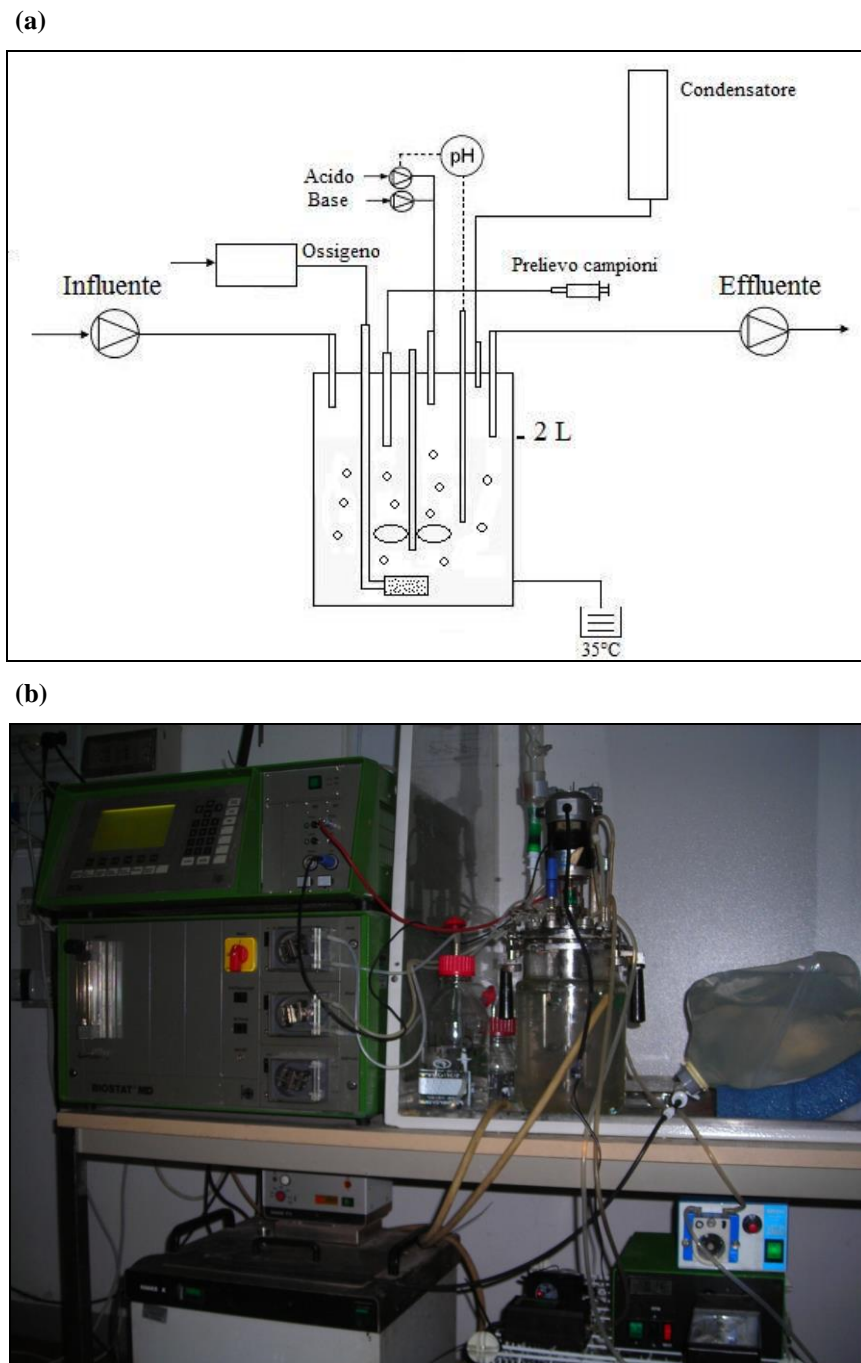 (a)
Condensatore
pH
Acido
Base
Ossigeno
Prelievo campioni
Influente
Effluente
- 2 L
35°C
(b)
BIOSTAT MD